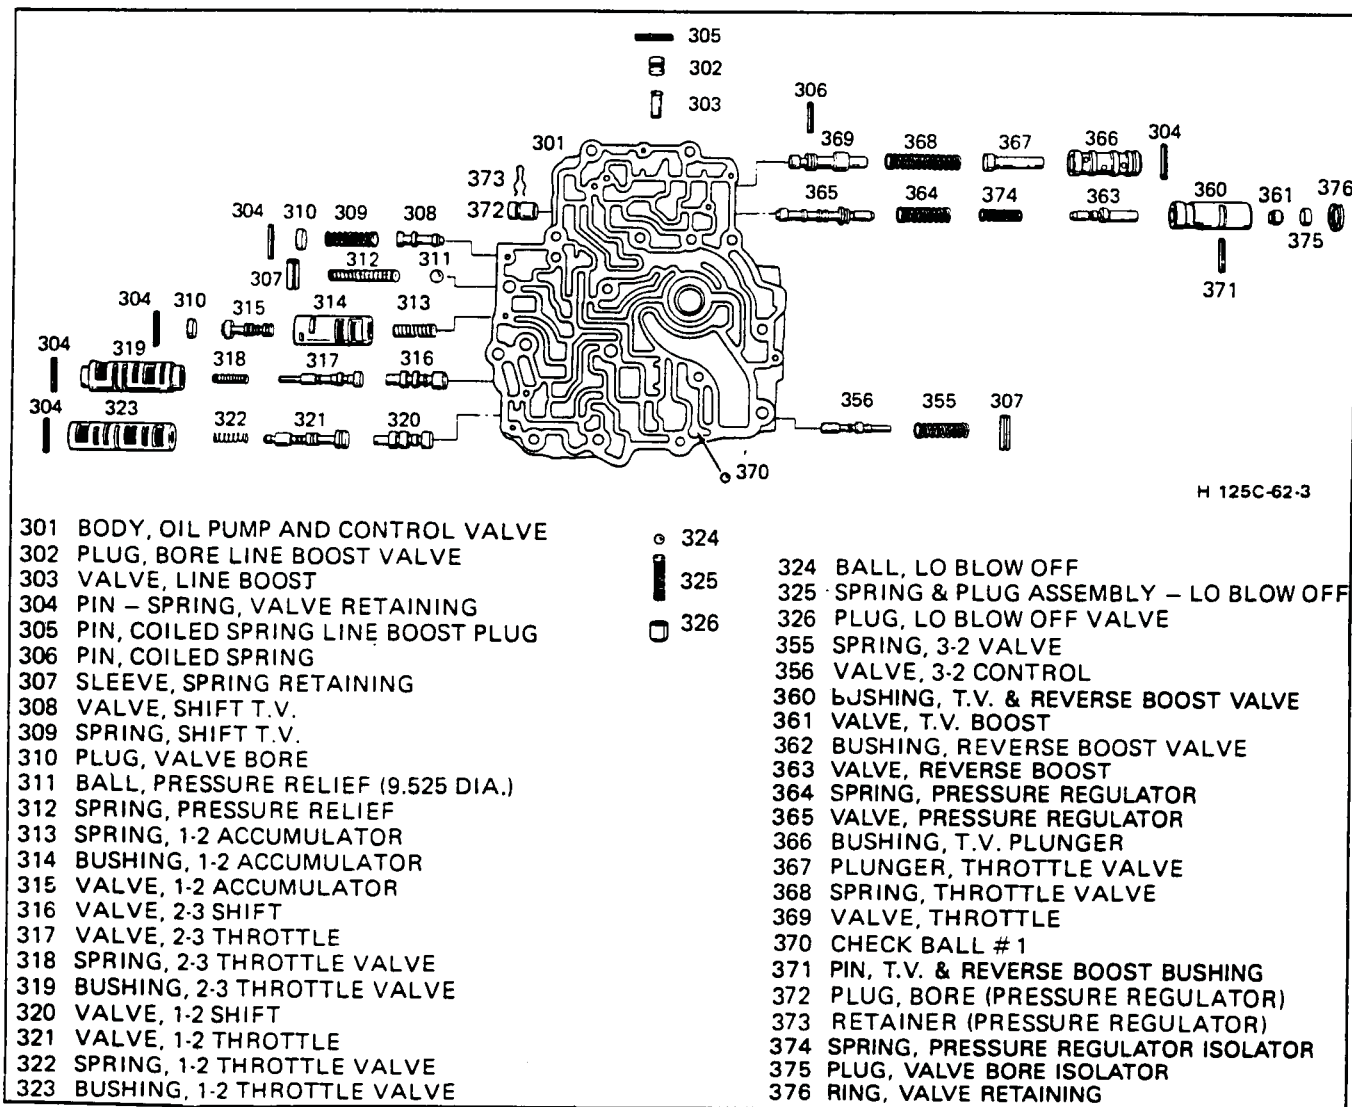 305
302
303
306
301
369
368
367
366
304
373
372
365
364
374
363
360
361
376
375
371
304
310
309
308
307
312
311
304
310
315
314
313
304
319
318
317
316
304
323
322
321
320
356
355
307
370
H 125C-62-3
301 BODY, OIL PUMP AND CONTROL VALVE
302 PLUG, BORE LINE BOOST VALVE
303 VALVE, LINE BOOST
304 PIN – SPRING, VALVE RETAINING
305 PIN, COILED SPRING LINE BOOST PLUG
306 PIN, COILED SPRING
307 SLEEVE, SPRING RETAINING
308 VALVE, SHIFT T.V.
309 SPRING, SHIFT T.V.
310 PLUG, VALVE BORE
311 BALL, PRESSURE RELIEF (9.525 DIA.)
312 SPRING, PRESSURE RELIEF
313 SPRING, 1-2 ACCUMULATOR
314 BUSHING, 1-2 ACCUMULATOR
315 VALVE, 1-2 ACCUMULATOR
316 VALVE, 2-3 SHIFT
317 VALVE, 2-3 THROTTLE
318 SPRING, 2-3 THROTTLE VALVE
319 BUSHING, 2-3 THROTTLE VALVE
320 VALVE, 1-2 SHIFT
321 VALVE, 1-2 THROTTLE
322 SPRING, 1-2 THROTTLE VALVE
323 BUSHING, 1-2 THROTTLE VALVE
324
325
326
324 BALL, LO BLOW OFF
325 SPRING & PLUG ASSEMBLY – LO BLOW OFF
326 PLUG, LO BLOW OFF VALVE
355 SPRING, 3-2 VALVE
356 VALVE, 3-2 CONTROL
360 BUSHING, T.V. & REVERSE BOOST VALVE
361 VALVE, T.V. BOOST
362 BUSHING, REVERSE BOOST VALVE
363 VALVE, REVERSE BOOST
364 SPRING, PRESSURE REGULATOR
365 VALVE, PRESSURE REGULATOR
366 BUSHING, T.V. PLUNGER
367 PLUNGER, THROTTLE VALVE
368 SPRING, THROTTLE VALVE
369 VALVE, THROTTLE
370 CHECK BALL #1
371 PIN, T.V. & REVERSE BOOST BUSHING
372 PLUG, BORE (PRESSURE REGULATOR)
373 RETAINER (PRESSURE REGULATOR)
374 SPRING, PRESSURE REGULATOR ISOLATOR
375 PLUG, VALVE BORE ISOLATOR
376 RING, VALVE RETAINING